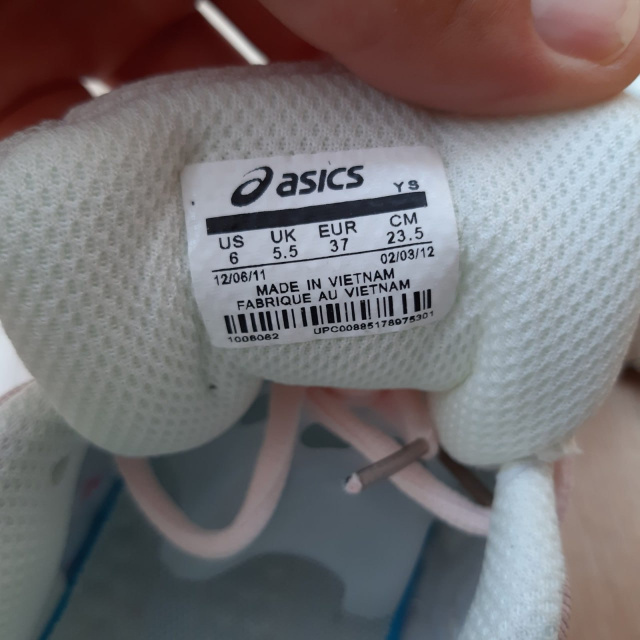 asics YS
US UK EUR CM
6 5.5 37 23.5
12/06/11 02/03/12
MADE IN VIETNAM
FABRIQUE AU VIETNAM
1008082